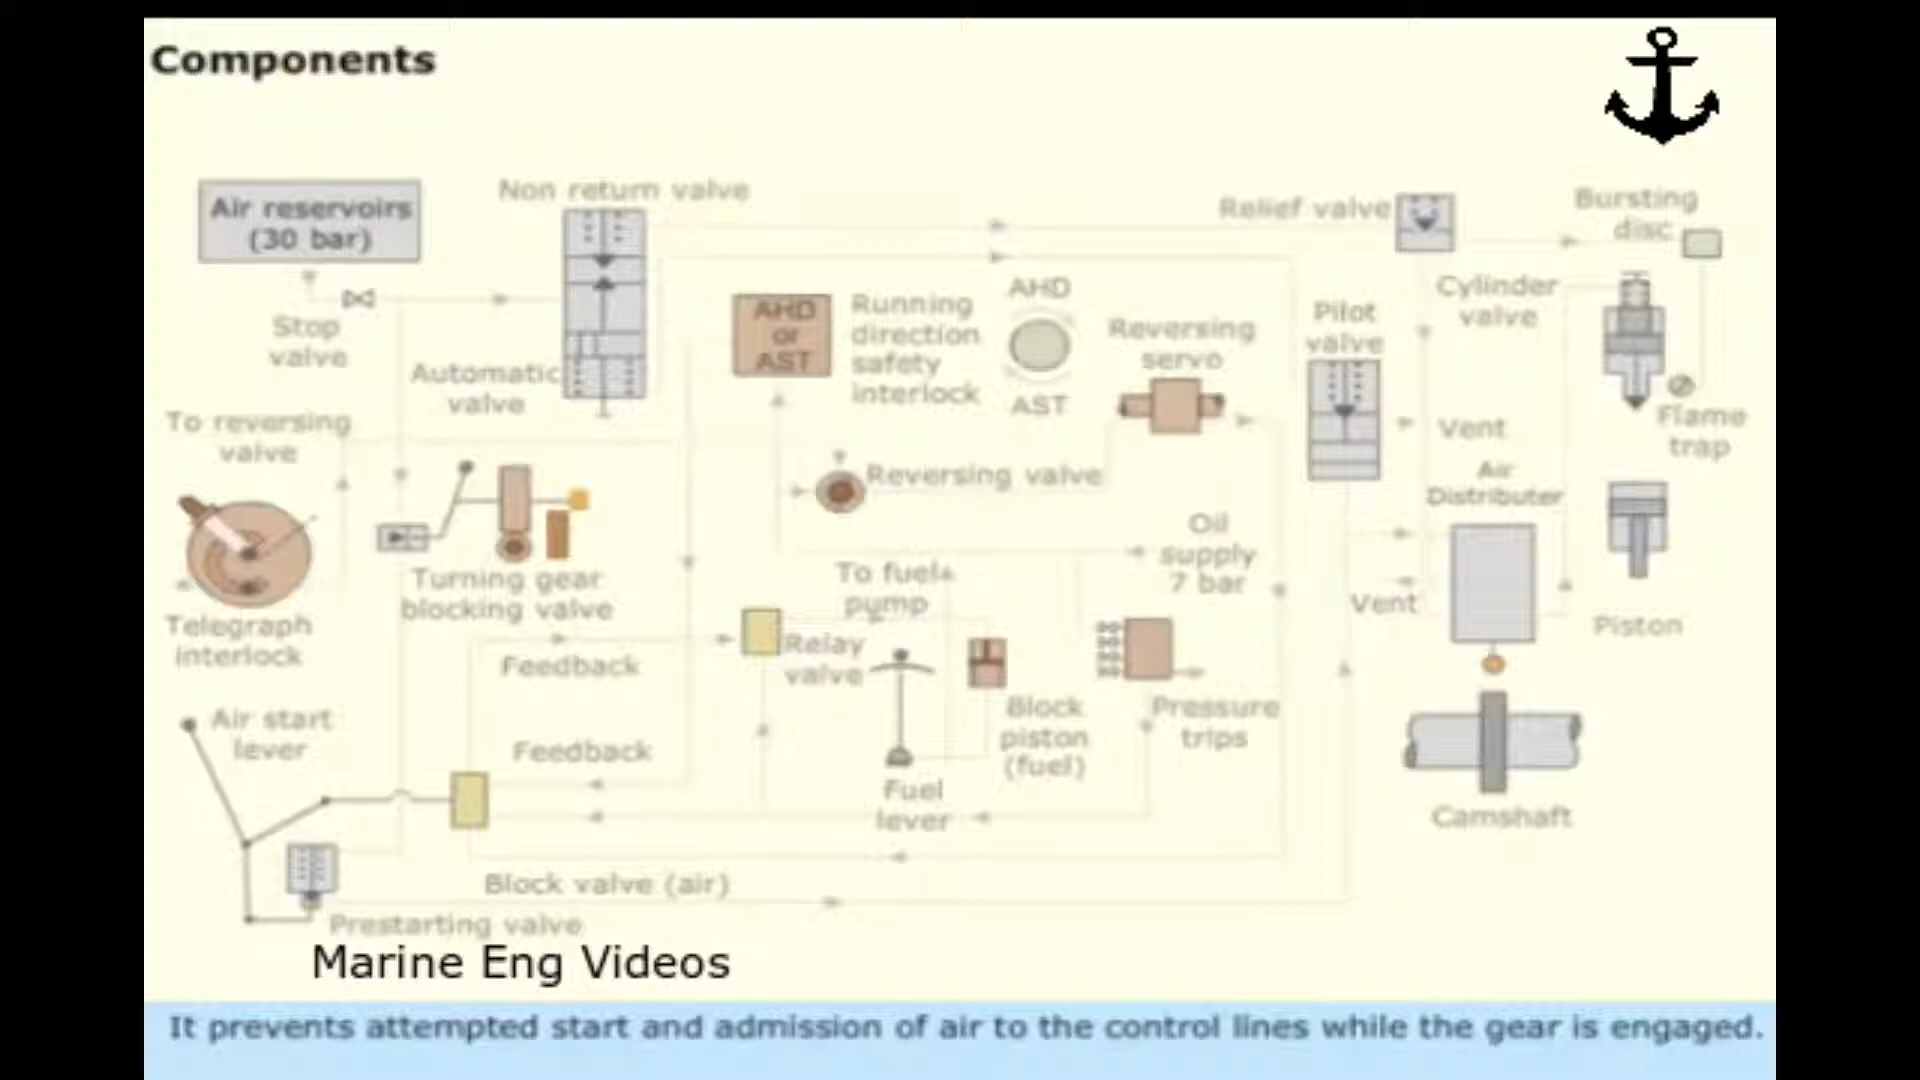 Components
Air reservoirs
(30 bar)
Non return valve
Relief valve
Bursting
disc
Stop
valve
Automatic
valve
AHD
or
AST
Running
direction
safety
interlock
AHD
AST
Reversing
servo
Pilot
valve
Cylinder
valve
Flame
trap
Vent
To reversing
valve
Reversing valve
Air
Distributer
Telegraph
interlock
Turning gear
blocking valve
Oil
supply
7 bar
To fuel
pump
Vent
Piston
Feedback
Relay
valve
Air start
lever
Feedback
Block
piston
(fuel)
Pressure
trips
Fuel
lever
Camshaft
Block valve (air)
Prestarting valve
Marine Eng Videos
It prevents attempted start and admission of air to the control lines while the gear is engaged.